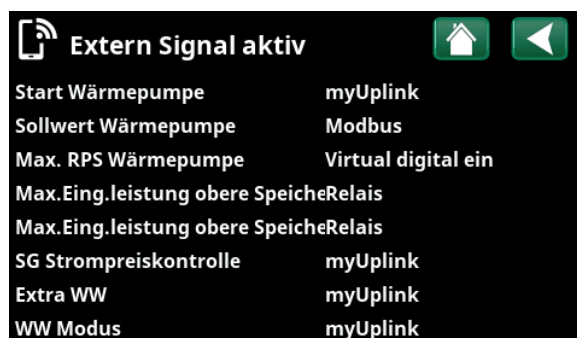 Extern Signal aktiv
Start Wärmepumpe myUplink
Sollwert Wärmepumpe Modbus
Max. RPS Wärmepumpe Virtual digital ein
Max.Eing.leistung obere SpeicheRelais
Max.Eing.leistung obere SpeicheRelais
SG Strompreiskontrolle myUplink
Extra WW myUplink
WW Modus myUplink